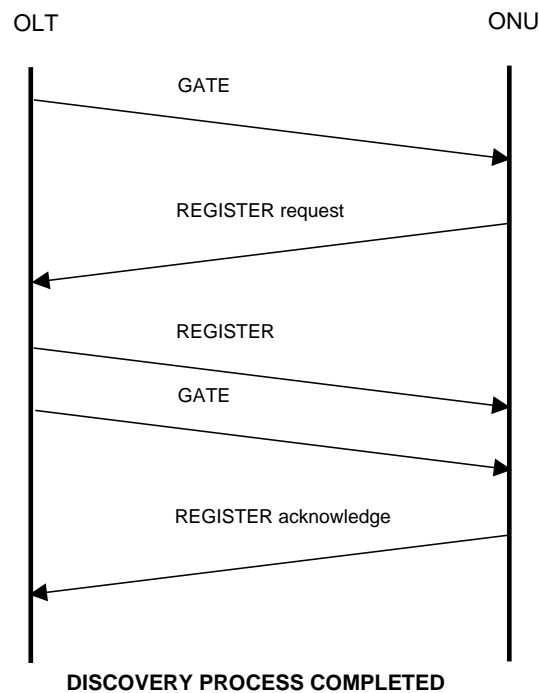 OLT
ONU
GATE
REGISTER request
REGISTER
GATE
REGISTER acknowledge
DISCOVERY PROCESS COMPLETED